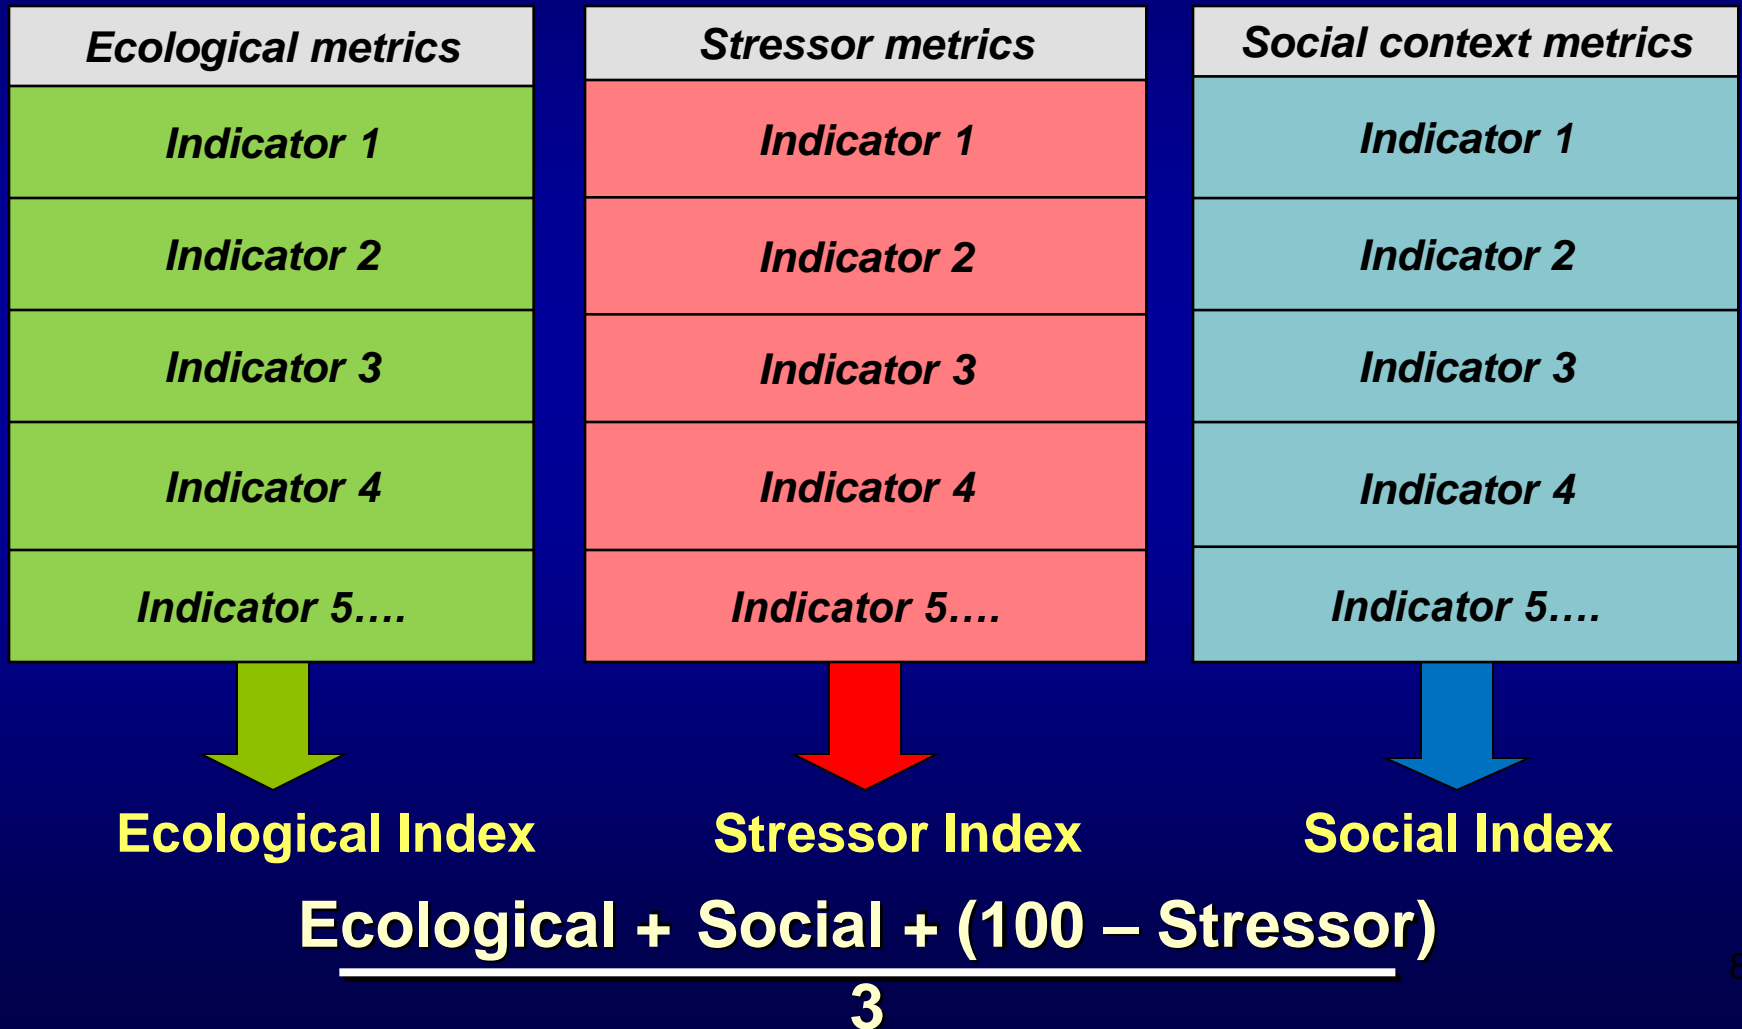 Ecological metrics
Indicator 1
Indicator 2
Indicator 3
Indicator 4
Indicator 5....
Stressor metrics
Indicator 1
Indicator 2
Indicator 3
Indicator 4
Indicator 5....
Social context metrics
Indicator 1
Indicator 2
Indicator 3
Indicator 4
Indicator 5....
Ecological Index
Stressor Index
Social Index
Ecological + Social + (100 – Stressor)
3